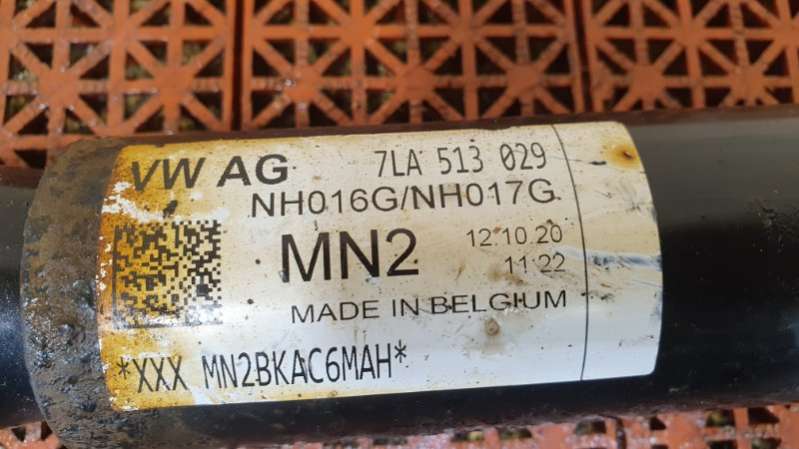 VW AG 7LA 513 029
NH016G/NH017G
MN2 12.10.20
11:22
MADE IN BELGIUM
*XXX MN2BKAC6MAH*